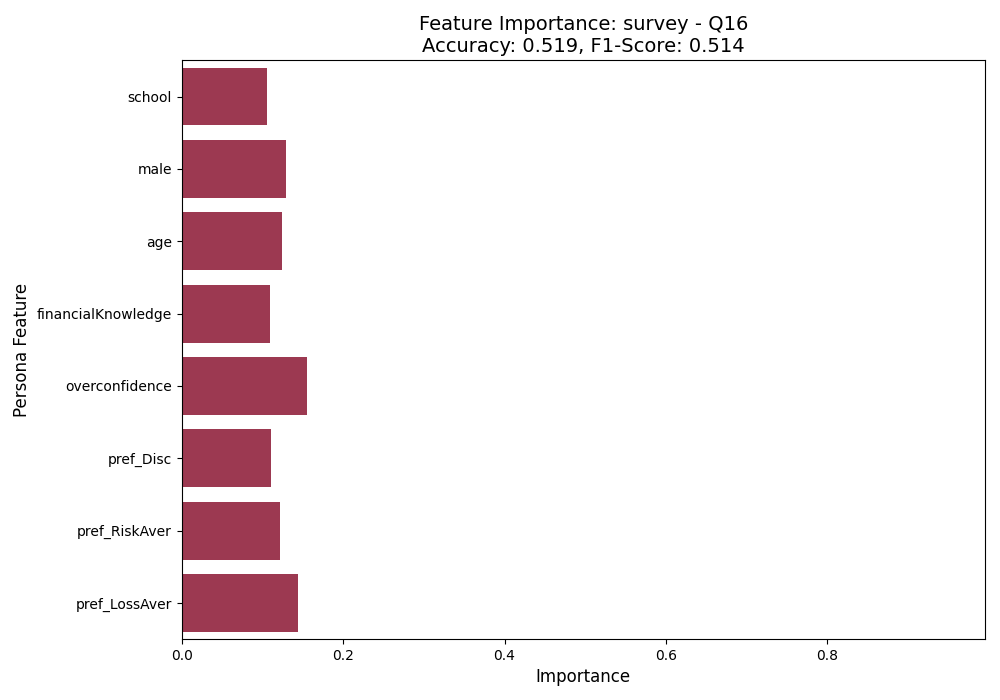 Feature Importance: survey - Q16
Accuracy: 0.519, F1-Score: 0.514
school
male
age
financialKnowledge
overconfidence
pref_Disc
pref_RiskAver
pref_LossAver
Persona Feature
0.0 0.2 0.4 0.6 0.8
Importance